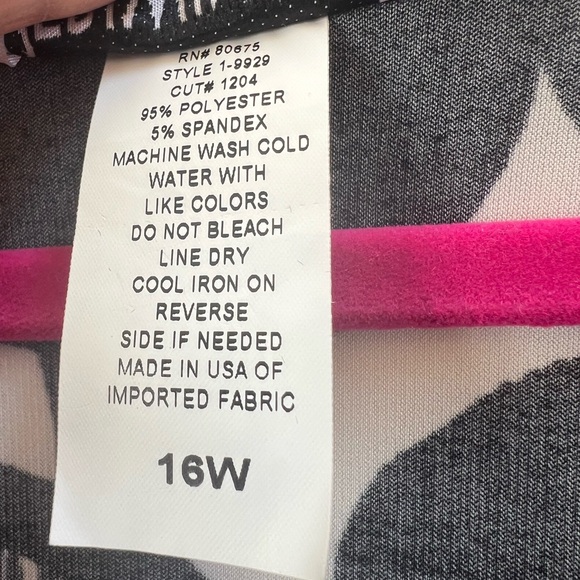 RN# 80675
STYLE 1-9929
CUT# 1204
95% POLYESTER
5% SPANDEX
MACHINE WASH COLD
WATER WITH
LIKE COLORS
DO NOT BLEACH
LINE DRY
COOL IRON ON
REVERSE
SIDE IF NEEDED
MADE IN USA OF
IMPORTED FABRIC
16W